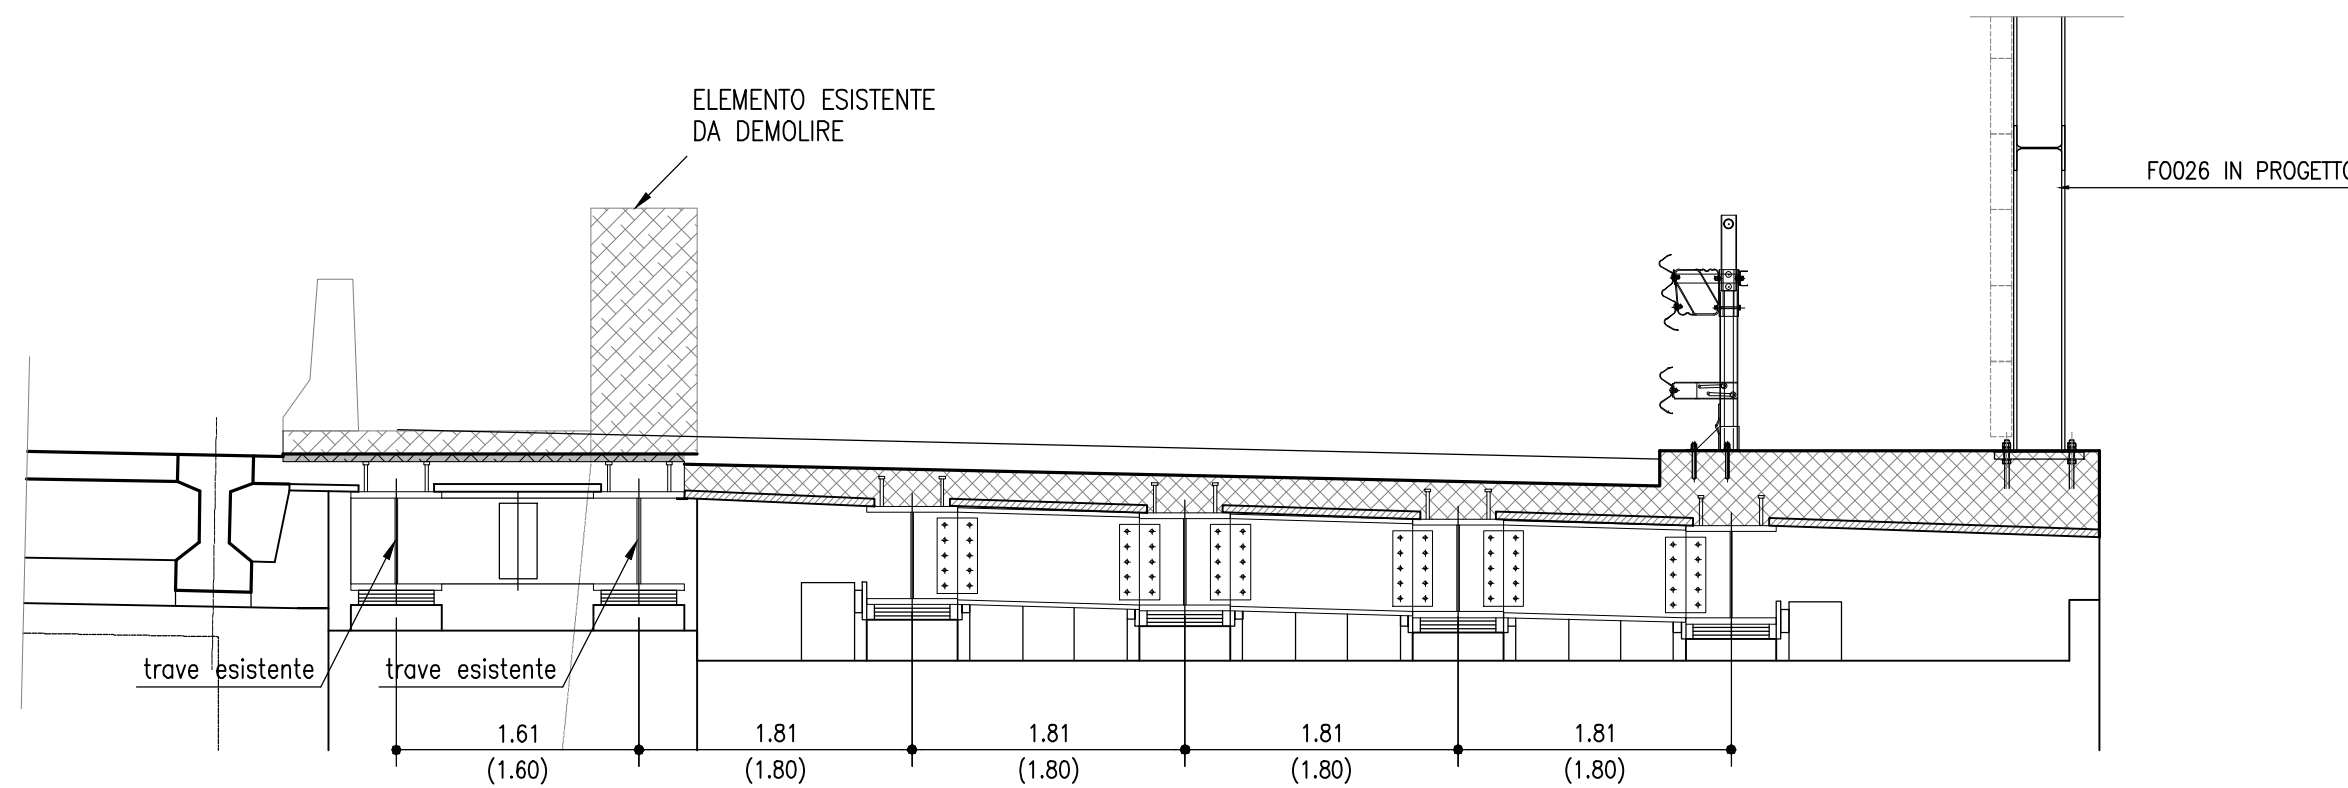 ELEMENTO ESISTENTE
DA DEMOLIRE
FO026 IN PROGETTO
trave esistente
trave esistente
1.61
1.81
1.81
1.81
1.81
(1.60)
(1.80)
(1.80)
(1.80)
(1.80)